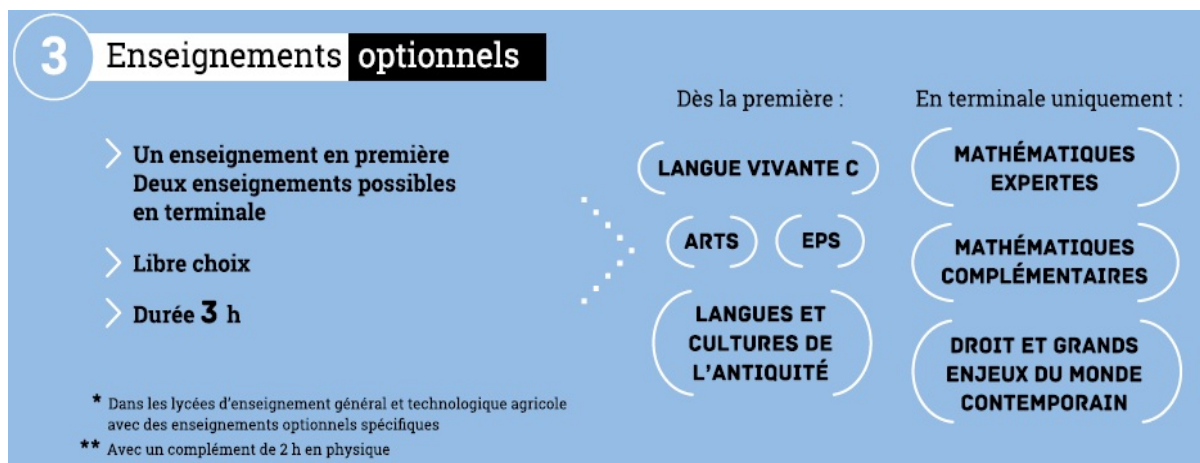 3
Enseignements optionnels
Un enseignement en première
Deux enseignements possibles
en terminale
Libre choix
Durée 3 h
* Dans les lycées d'enseignement général et technologique agricole
avec des enseignements optionnels spécifiques
** Avec un complément de 2 h en physique
Dès la première :
LANGUE VIVANTE C
ARTS
EPS
LANGUES ET
CULTURES DE
L'ANTIQUITÉ
En terminale uniquement :
MATHÉMATIQUES
EXPERTES
MATHÉMATIQUES
COMPLÉMENTAIRES
DROIT ET GRANDS
ENJEUX DU MONDE
CONTEMPORAIN